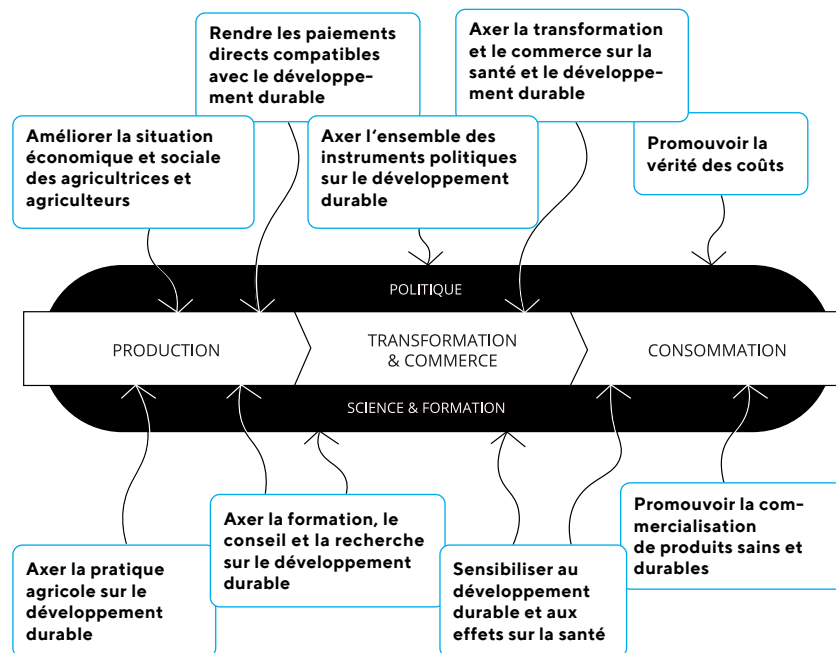 Rendre les paiements
directs compatibles
avec le développe-
ment durable
Axer la transformation
et le commerce sur la
santé et le développe-
ment durable
Améliorer la situation
économique et sociale
des agricultrices et
agriculteurs
Axer l'ensemble des
instruments politiques
sur le développement
durable
Promouvoir la
vérité des coûts
POLITIQUE
PRODUCTION
TRANSFORMATION
& COMMERCE
CONSOMMATION
SCIENCE & FORMATION
Axer la pratique
agricole sur le
développement
durable
Axer la formation, le
conseil et la recherche
sur le développement
durable
Sensibiliser au
développement
durable et aux
effets sur la santé
Promouvoir la com-
mercialisation
de produits sains et
durables